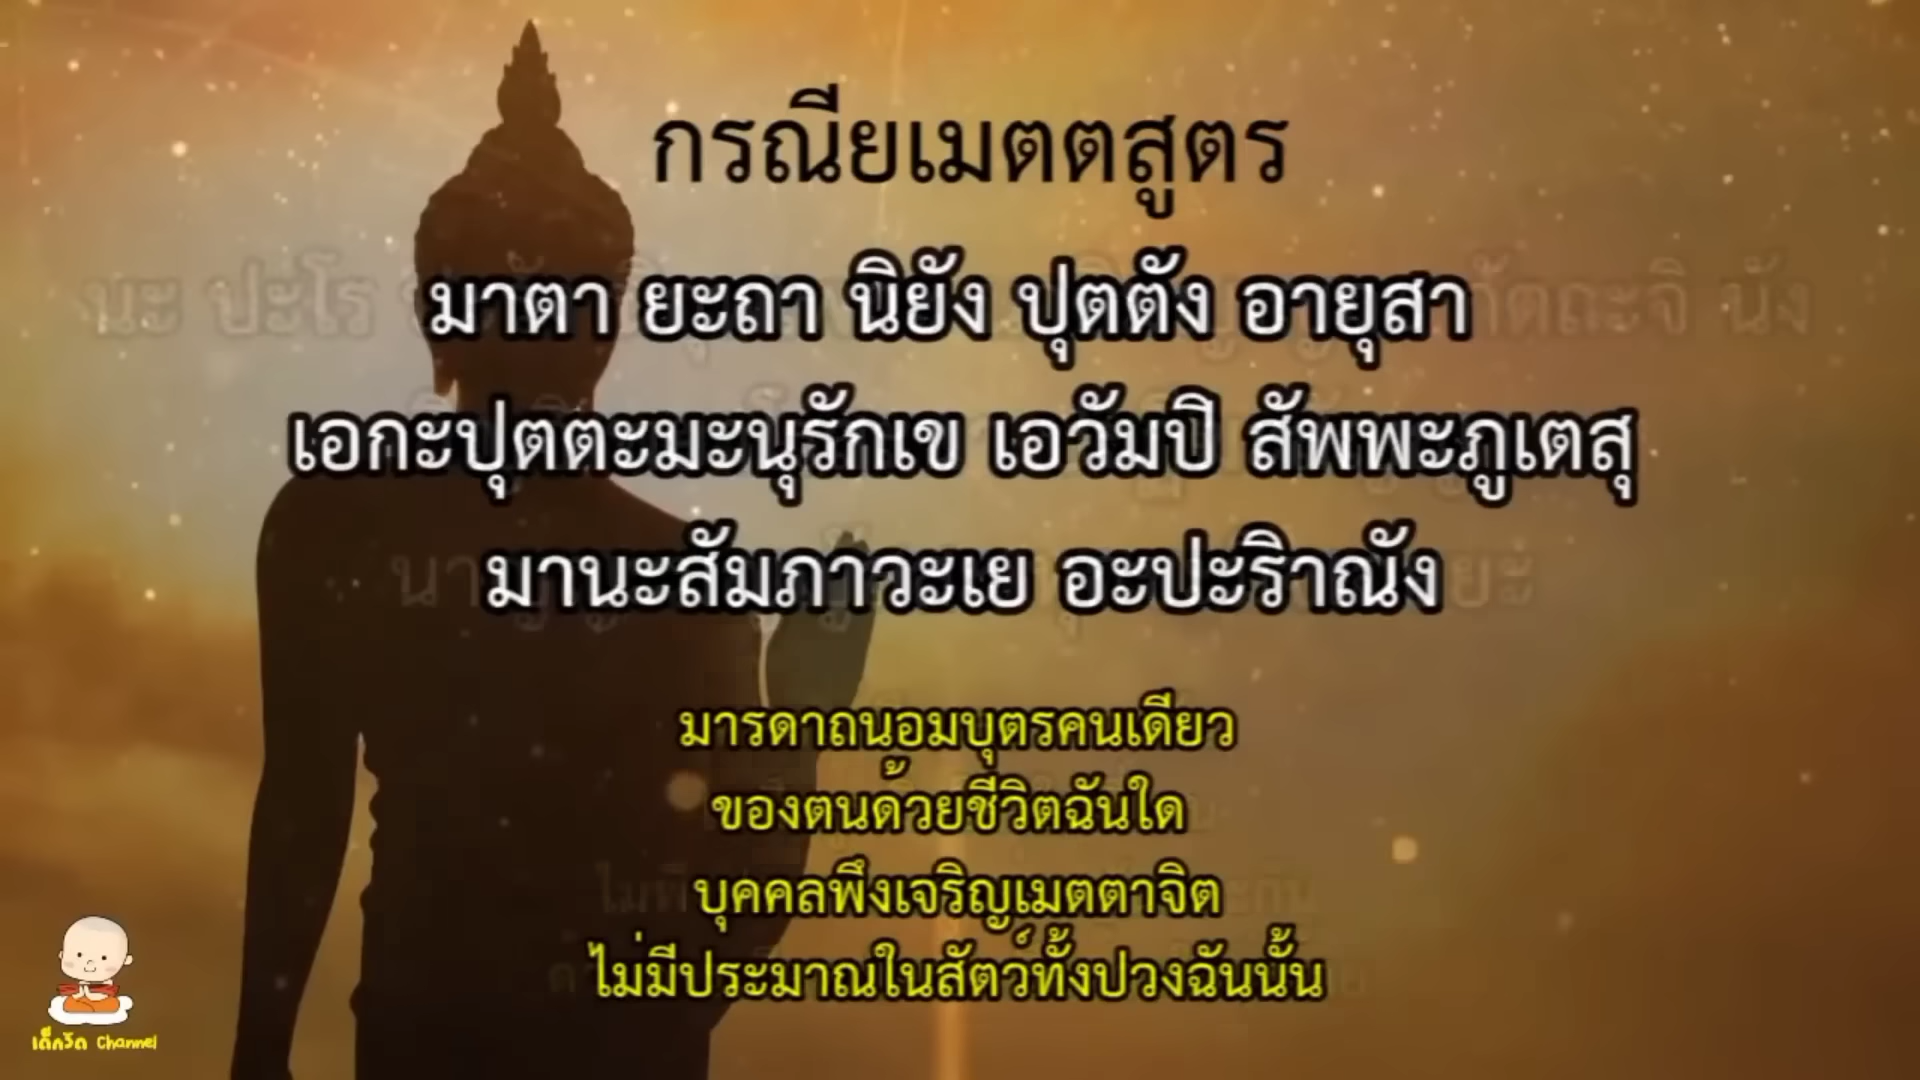 กรณียเมตตสูตร
มาตา ยะถา นิยัง ปุตตัง อายุสา
เอกะปุตตะมะนุรักเข เอวัมปิ สัพพะภูเตสุ
มานะสัมภาวะเย อะปะริาณัง
มารดาถนอมบุตรคนเดียว
ของตนด้วยชีวิตฉันใด
บุคคลพึงเจริญเมตตาจิต
ไม่มีประมาณในสัตว์ทั้งปวงฉันนั้น
เด็กวัด Channel